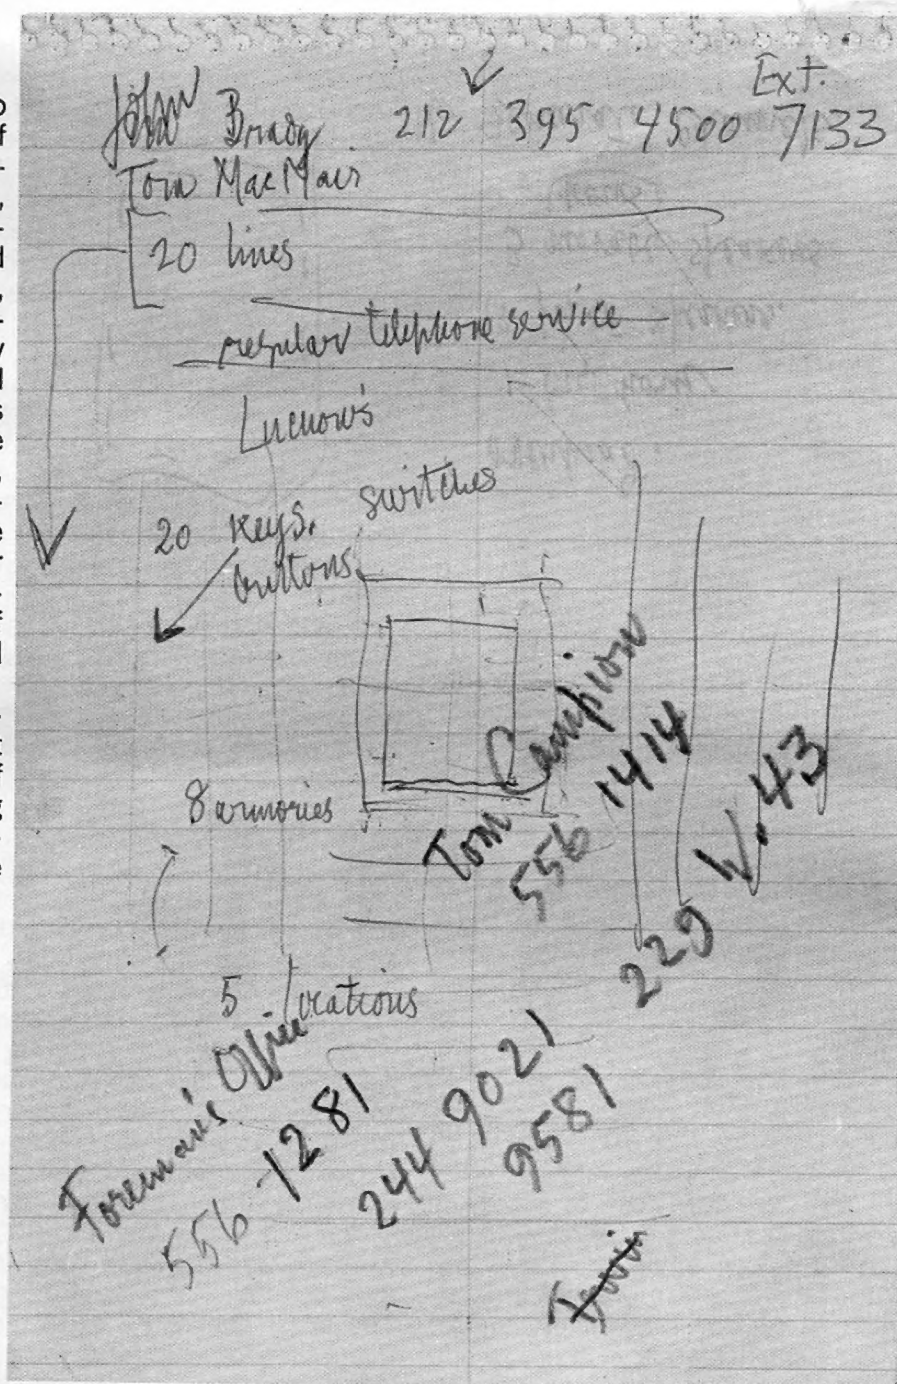 Ext.
John Brady 212 395 4500 7133
Tom MacMair
20 lines
regular telephone service
Luchow's
20 keys. switches
buttons
Tom Campion
556 1414
229 W. 43
8 armories
5 locations
Foreman's Office
556-1281
244 9021
9581